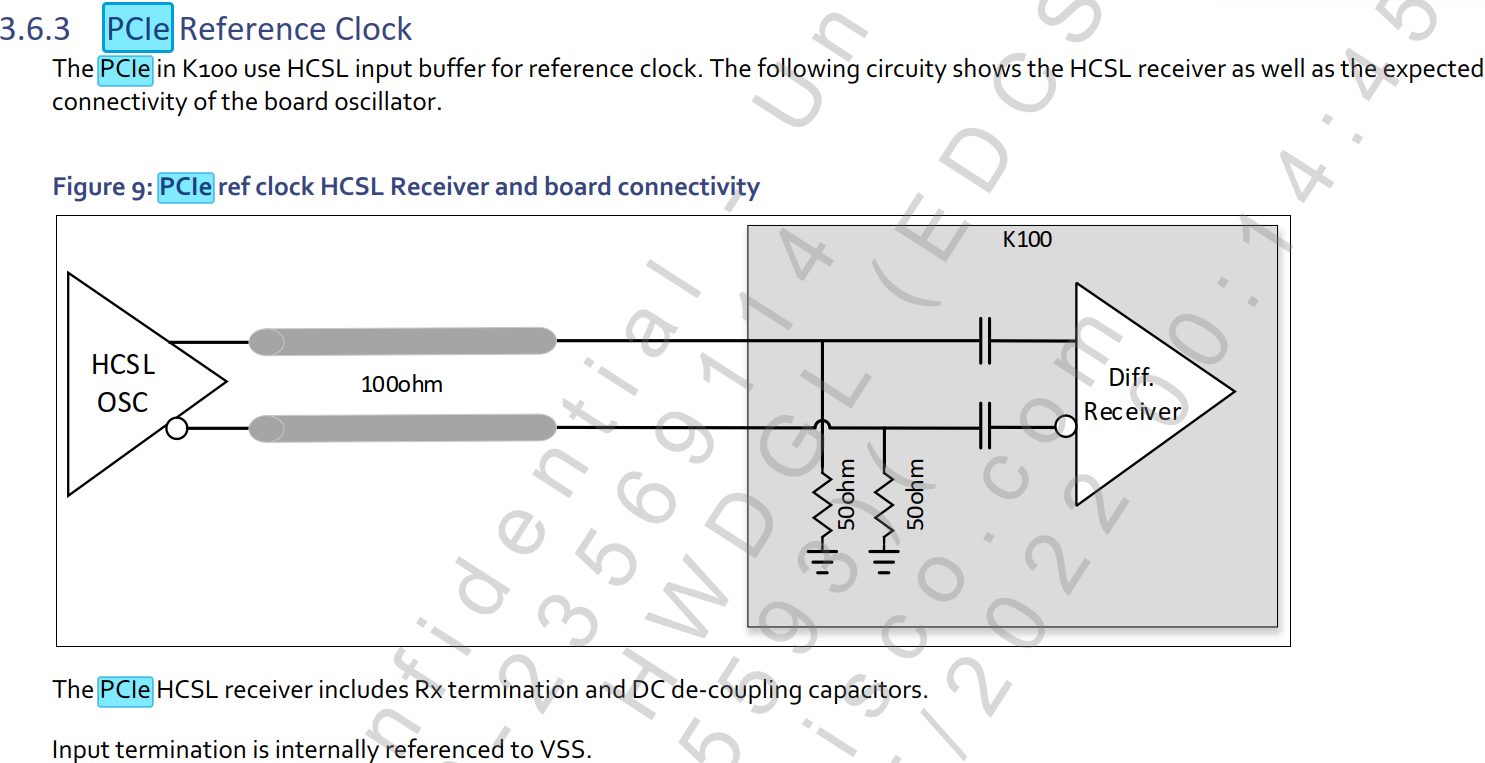 3.6.3 PCIe Reference Clock
The PCIe in K100 use HCSL input buffer for reference clock. The following circuity shows the HCSL receiver as well as the expected
connectivity of the board oscillator.
Figure 9: PCIe ref clock HCSL Receiver and board connectivity
K100
HCSL
OSC
100ohm
Diff.
Receiver
50ohm
50ohm
The PCIe HCSL receiver includes Rx termination and DC de-coupling capacitors.
Input termination is internally referenced to VSS.